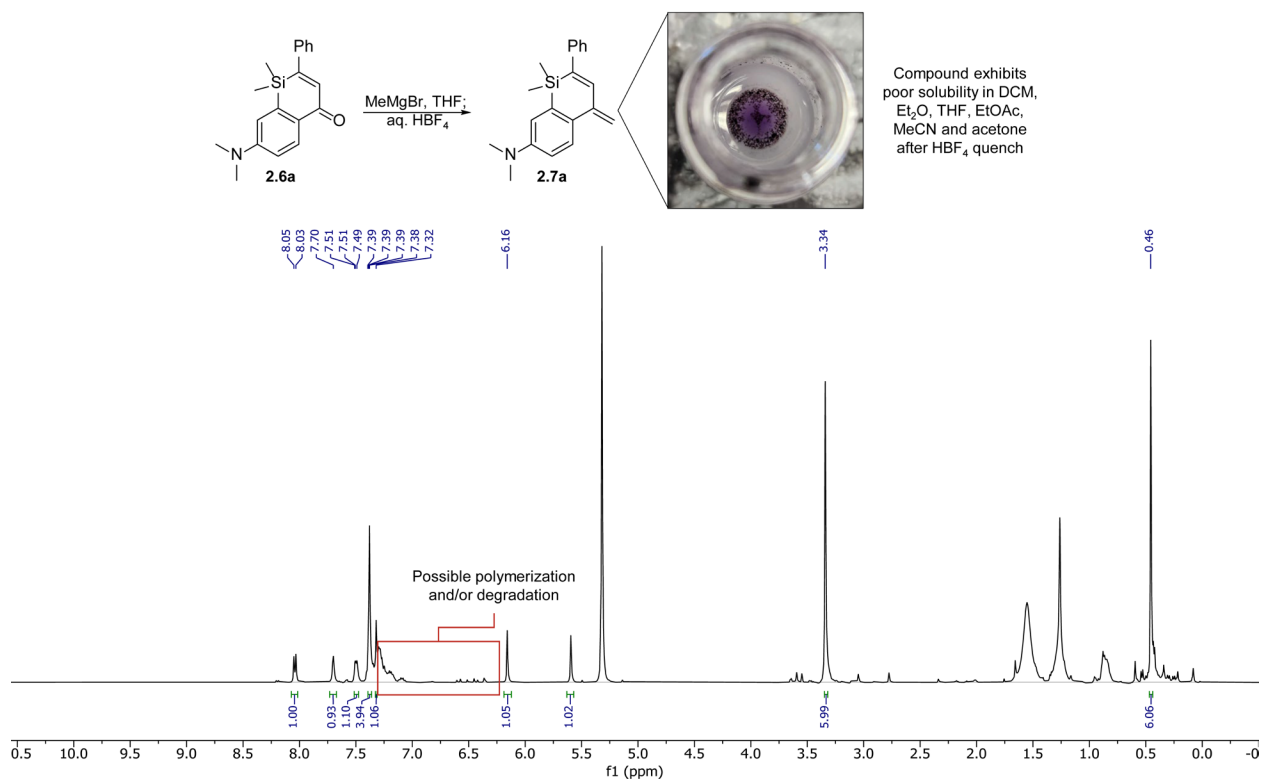 Ph
Si
O
N
2.6a
MeMgBr, THF;
aq. HBF4
Ph
Si
N
2.7a
Compound exhibits
poor solubility in DCM,
Et2O, THF, EtOAc,
MeCN and acetone
after HBF4 quench
8.05
8.03
7.70
7.51
7.51
7.49
7.39
7.39
7.39
7.38
7.32
6.16
3.34
0.46
Possible polymerization
and/or degradation
1.00
0.93
1.10
3.94
1.06
1.05
1.02
5.99
6.06
0.5 10.0 9.5 9.0 8.5 8.0 7.5 7.0 6.5 6.0 5.5 5.0 4.5 4.0 3.5 3.0 2.5 2.0 1.5 1.0 0.5 0.0 -0
f1 (ppm)